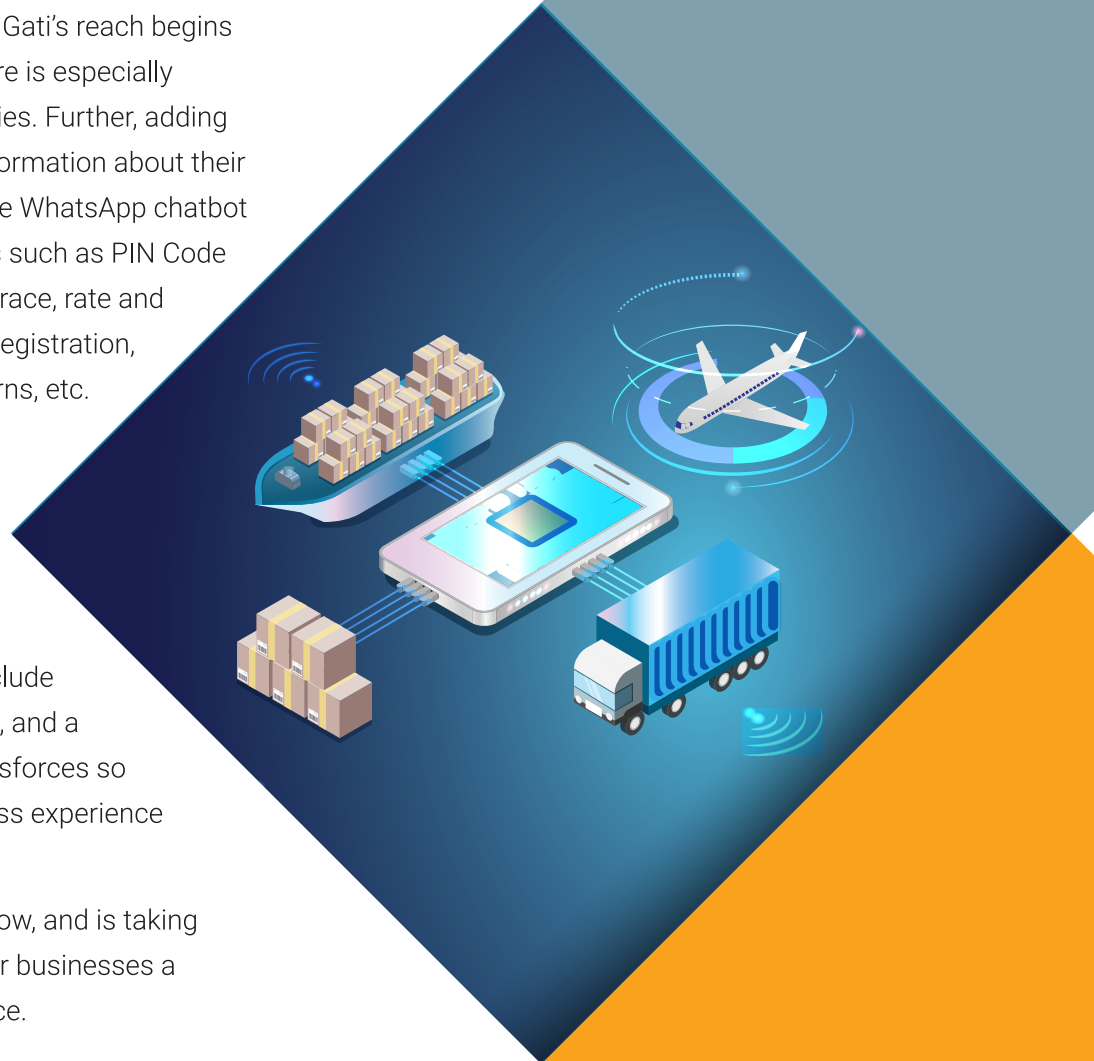 Gati’s reach begins
re is especially
ies. Further, adding
formation about their
e WhatsApp chatbot
s such as PIN Code
race, rate and
egistration,
rns, etc.
clude
, and a
sforces so
ss experience
ow, and is taking
r businesses a
ce.